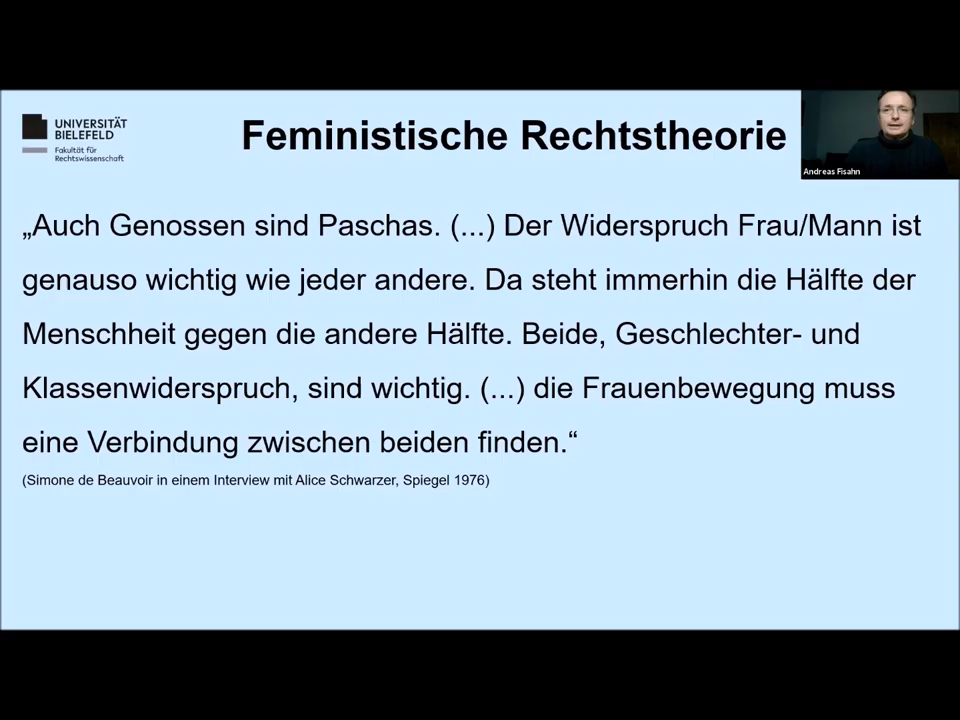 UNIVERSITÄT
BIELEFELD
Fakultät für
Rechtswissenschaft
Feministische Rechtstheorie
Andreas Fisahn
„Auch Genossen sind Paschas. (...) Der Widerspruch Frau/Mann ist
genauso wichtig wie jeder andere. Da steht immerhin die Hälfte der
Menschheit gegen die andere Hälfte. Beide, Geschlechter- und
Klassenwiderspruch, sind wichtig. (...) die Frauenbewegung muss
eine Verbindung zwischen beiden finden.“
(Simone de Beauvoir in einem Interview mit Alice Schwarzer, Spiegel 1976)